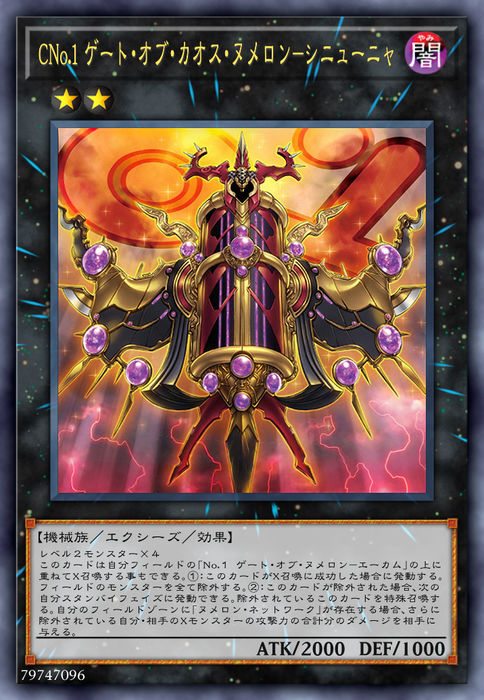 CNo.1 ゲート・オブ・カオス・ヌメロン－シニューニャ
やみ
闇
【機械族／エクシーズ／効果】
レベル２モンスター×４
このカードは自分フィールドの「No.1 ゲート・オブ・ヌメロン－エーカム」の上に
重ねてX召喚する事もできる。①：このカードがX召喚に成功した場合に発動する。
フィールドのモンスターを全て除外する。②：このカードが除外された場合、次の
自分スタンバイフェイズに発動できる。除外されているこのカードを特殊召喚す
る。自分のフィールドゾーンに「ヌメロン・ネットワーク」が存在する場合、さらに
除外されている自分・相手のXモンスターの攻撃力の合計分のダメージを相手に
与える。
ATK/2000 DEF/1000
79747096